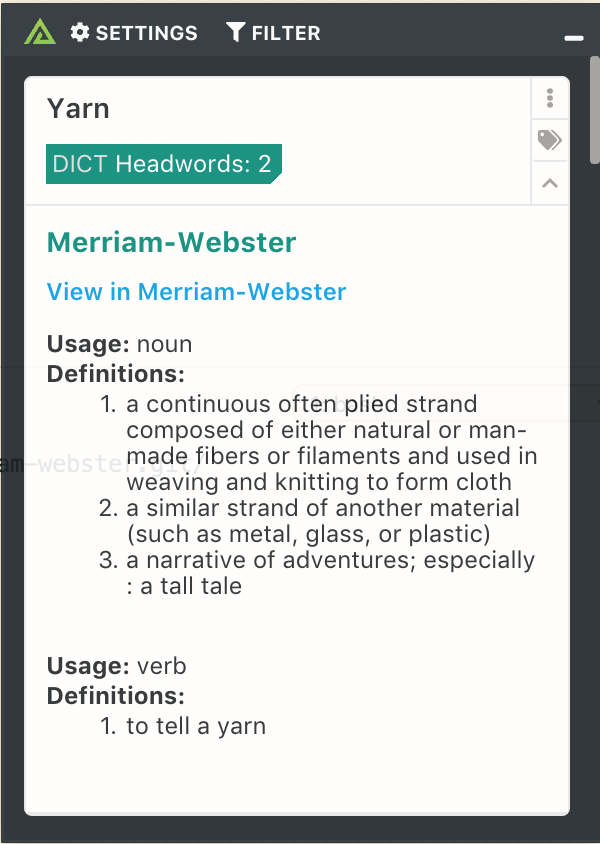 SETTINGS FILTER
Yarn
DICT Headwords: 2
Merriam-Webster
View in Merriam-Webster
Usage: noun
Definitions:
1. a continuous often plied strand
composed of either natural or man-
made fibers or filaments and used in
weaving and knitting to form cloth
am-webster.git/
2. a similar strand of another material
(such as metal, glass, or plastic)
3. a narrative of adventures; especially
: a tall tale
Usage: verb
Definitions:
1. to tell a yarn